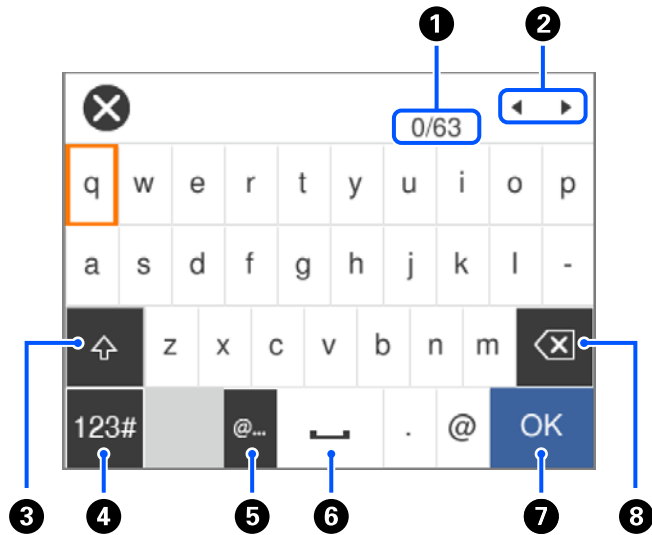 1 2
0/63
q w e r t y u i o p
a s d f g h j k l -
z x c v b n m
123# @... . @ OK
3 4 5 6 7 8